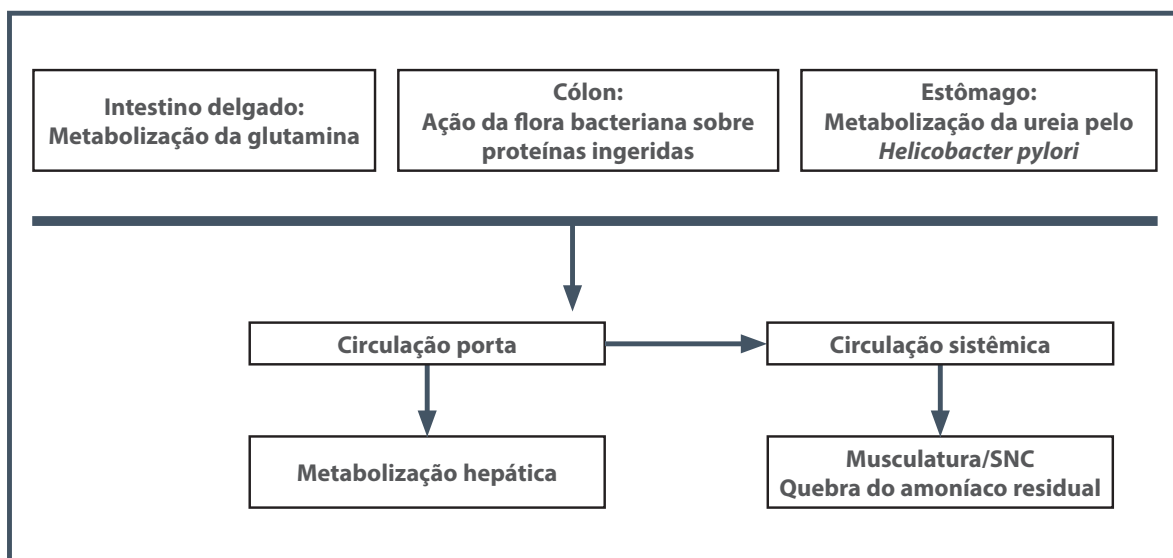 Intestino delgado:
Metabolização da glutamina
Cólon:
Ação da flora bacteriana sobre
proteínas ingeridas
Estômago:
Metabolização da ureia pelo
Helicobacter pylori
Circulação porta
Circulação sistêmica
Metabolização hepática
Musculatura/SNC
Quebra do amoníaco residual